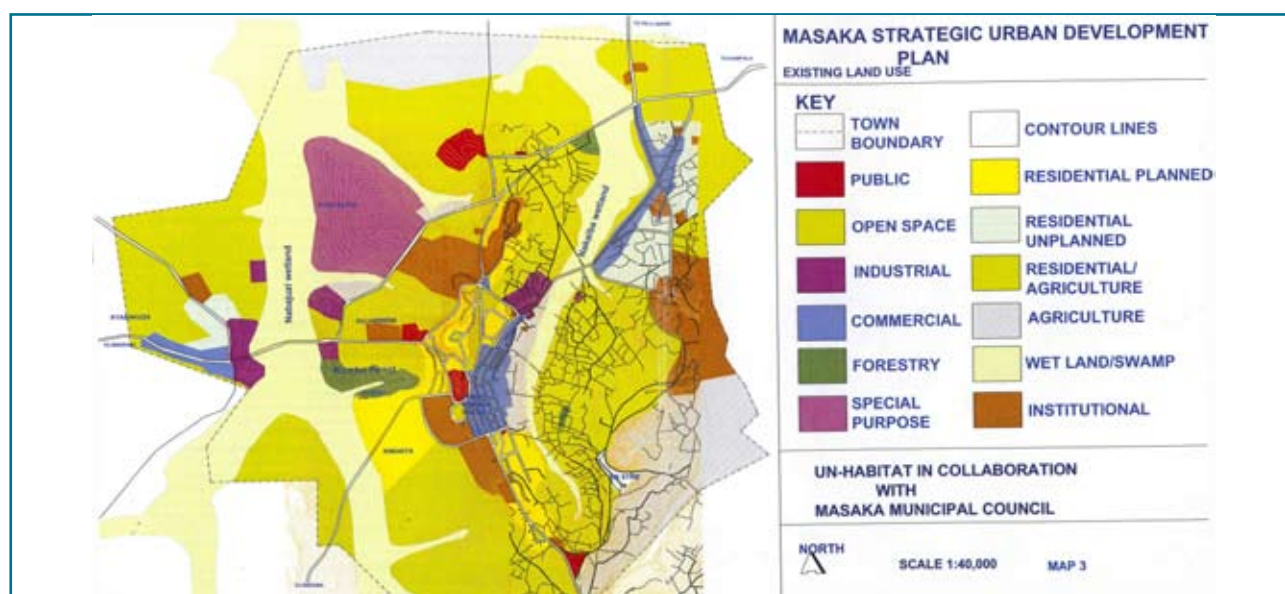 MASAKA STRATEGIC URBAN DEVELOPMENT
PLAN
EXISTING LAND USE
KEY
TOWN
BOUNDARY
PUBLIC
OPEN SPACE
INDUSTRIAL
COMMERCIAL
FORESTRY
SPECIAL
PURPOSE
CONTOUR LINES
RESIDENTIAL PLANNED
RESIDENTIAL
UNPLANNED
RESIDENTIAL/
AGRICULTURE
AGRICULTURE
WET LAND/SWAMP
INSTITUTIONAL
UN-HABITAT IN COLLABORATION
WITH
MASAKA MUNICIPAL COUNCIL
NORTH
SCALE 1:40,000
MAP 3
Nabajuzi wetland
Nakaiba wetland